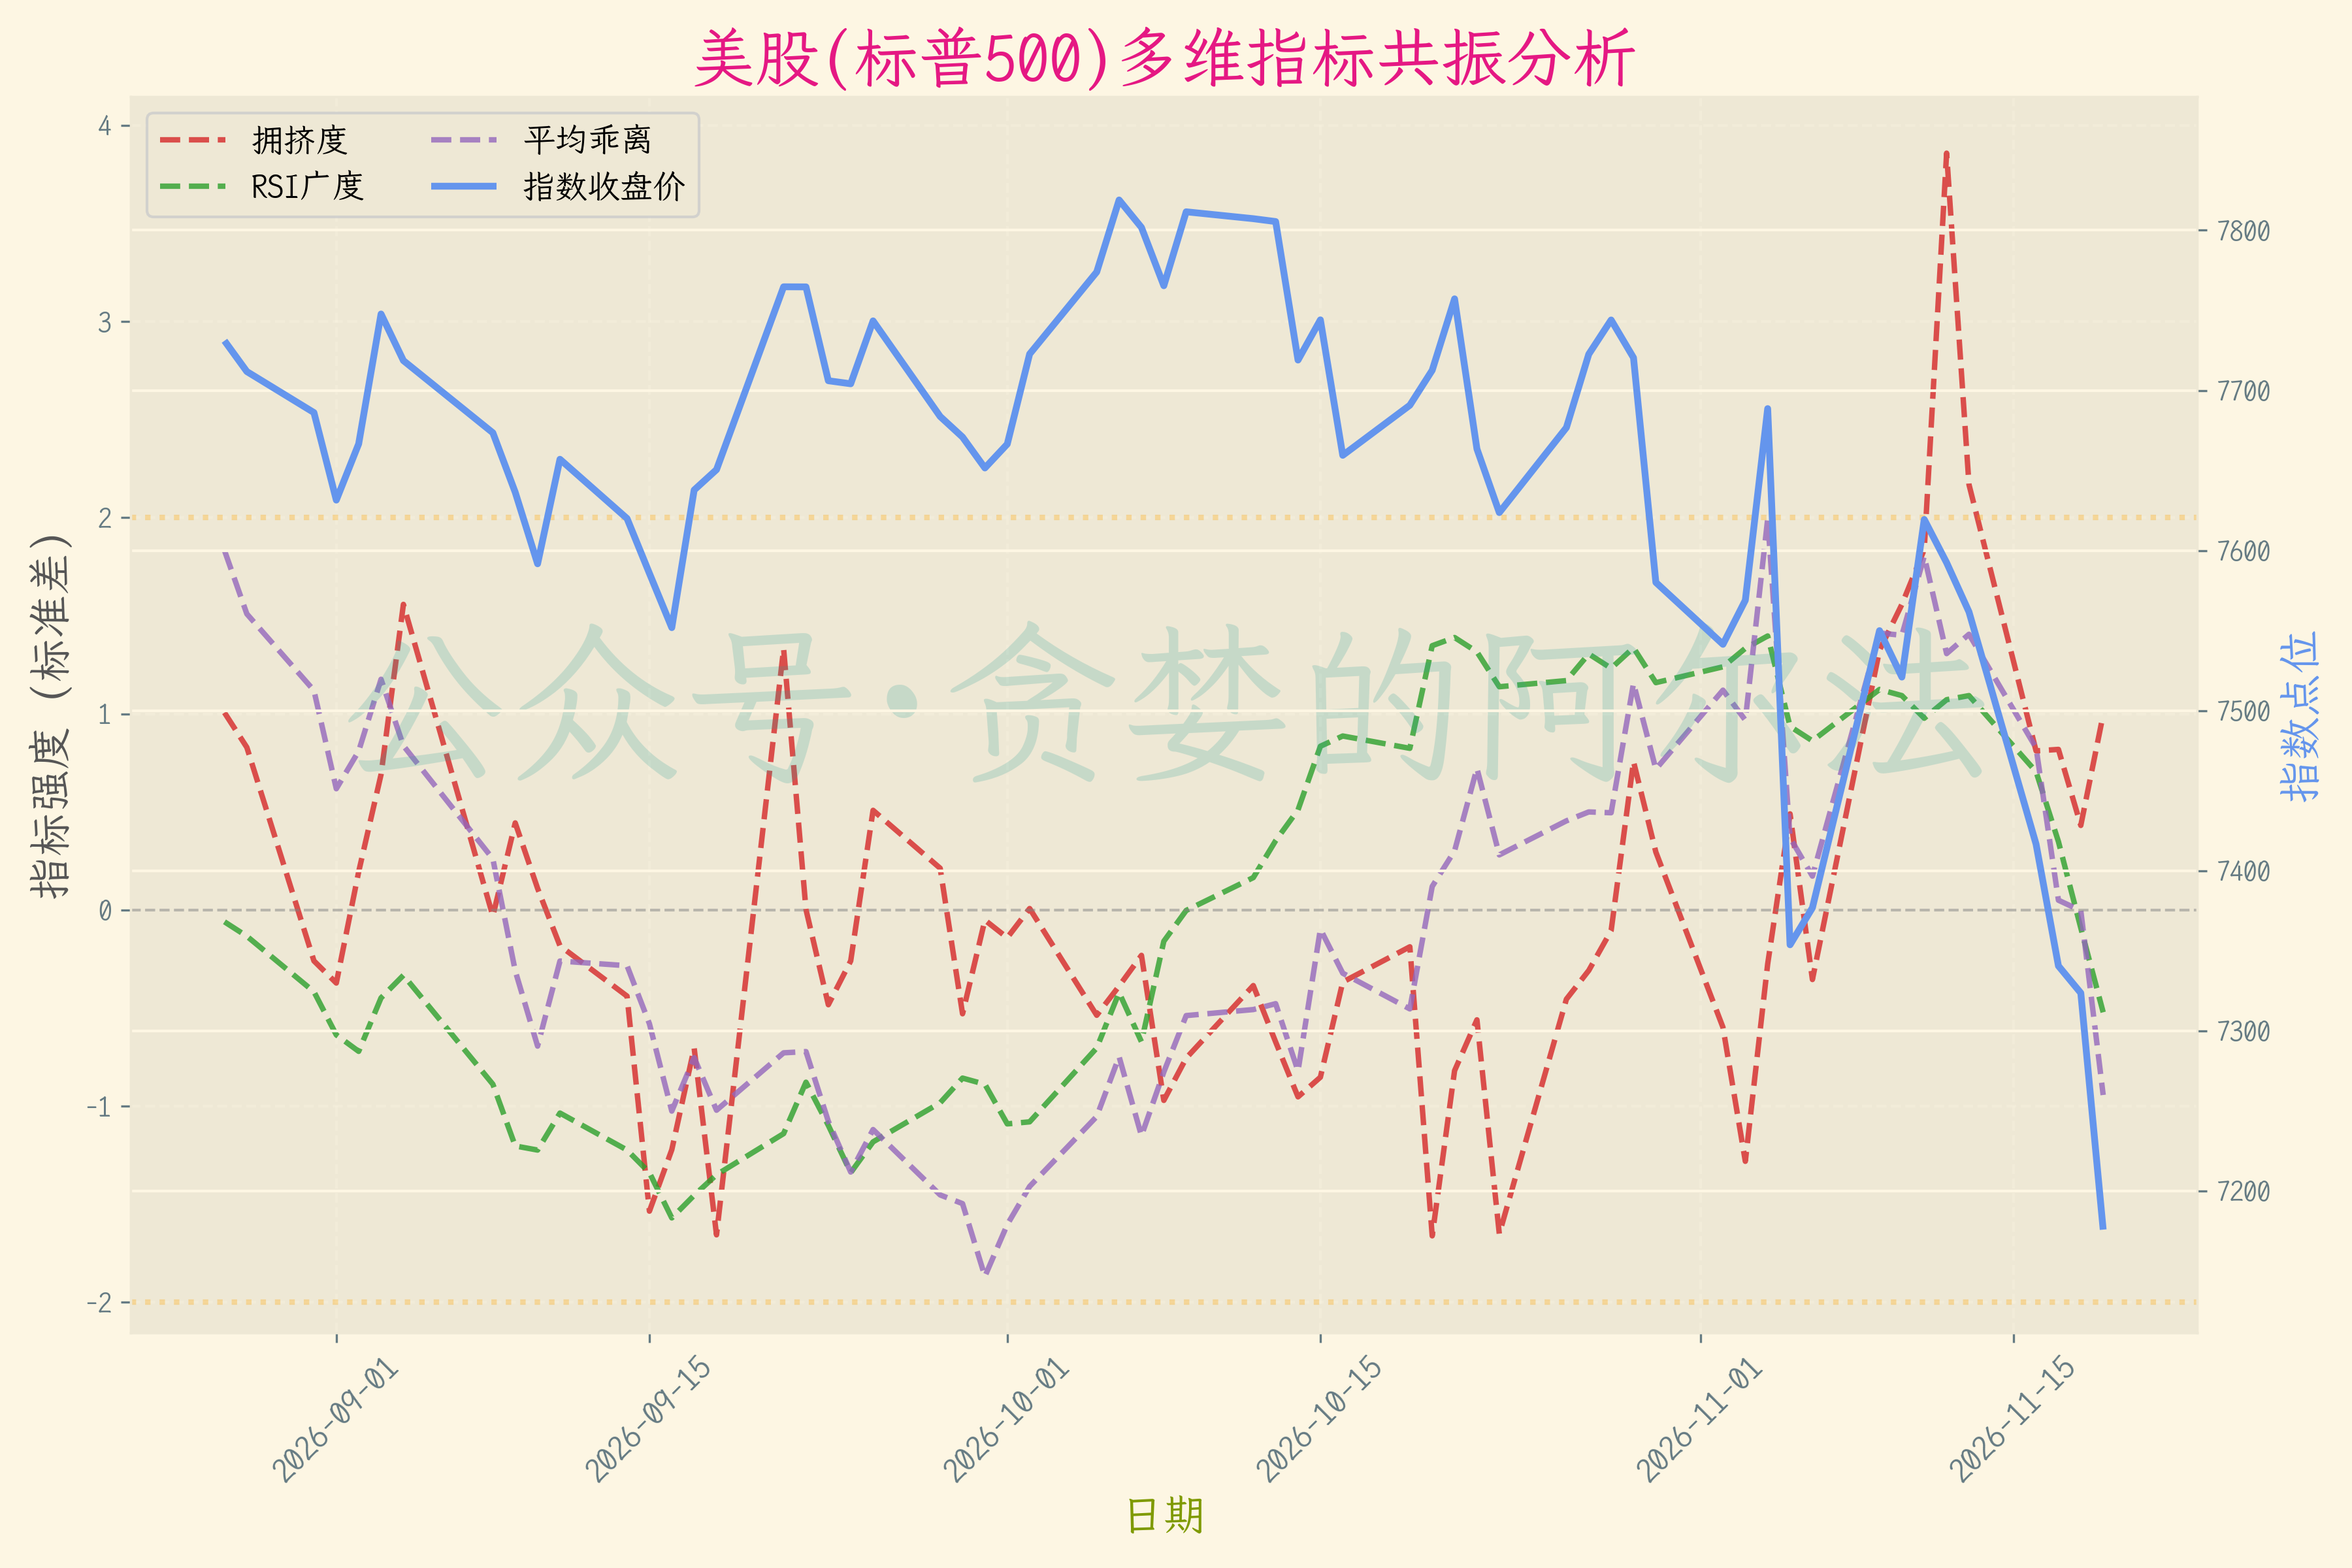 美股(标普500)多维指标共振分析
拥挤度
RSI广度
平均乖离
指数收盘价
4
3
2
1
0
-1
-2
指标强度 (标准差)
7800
7700
7600
7500
7400
7300
7200
指数点位
公众号·贪婪的阿尔法
2026-09-01
2026-09-15
2026-10-01
2026-10-15
2026-11-01
2026-11-15
日期